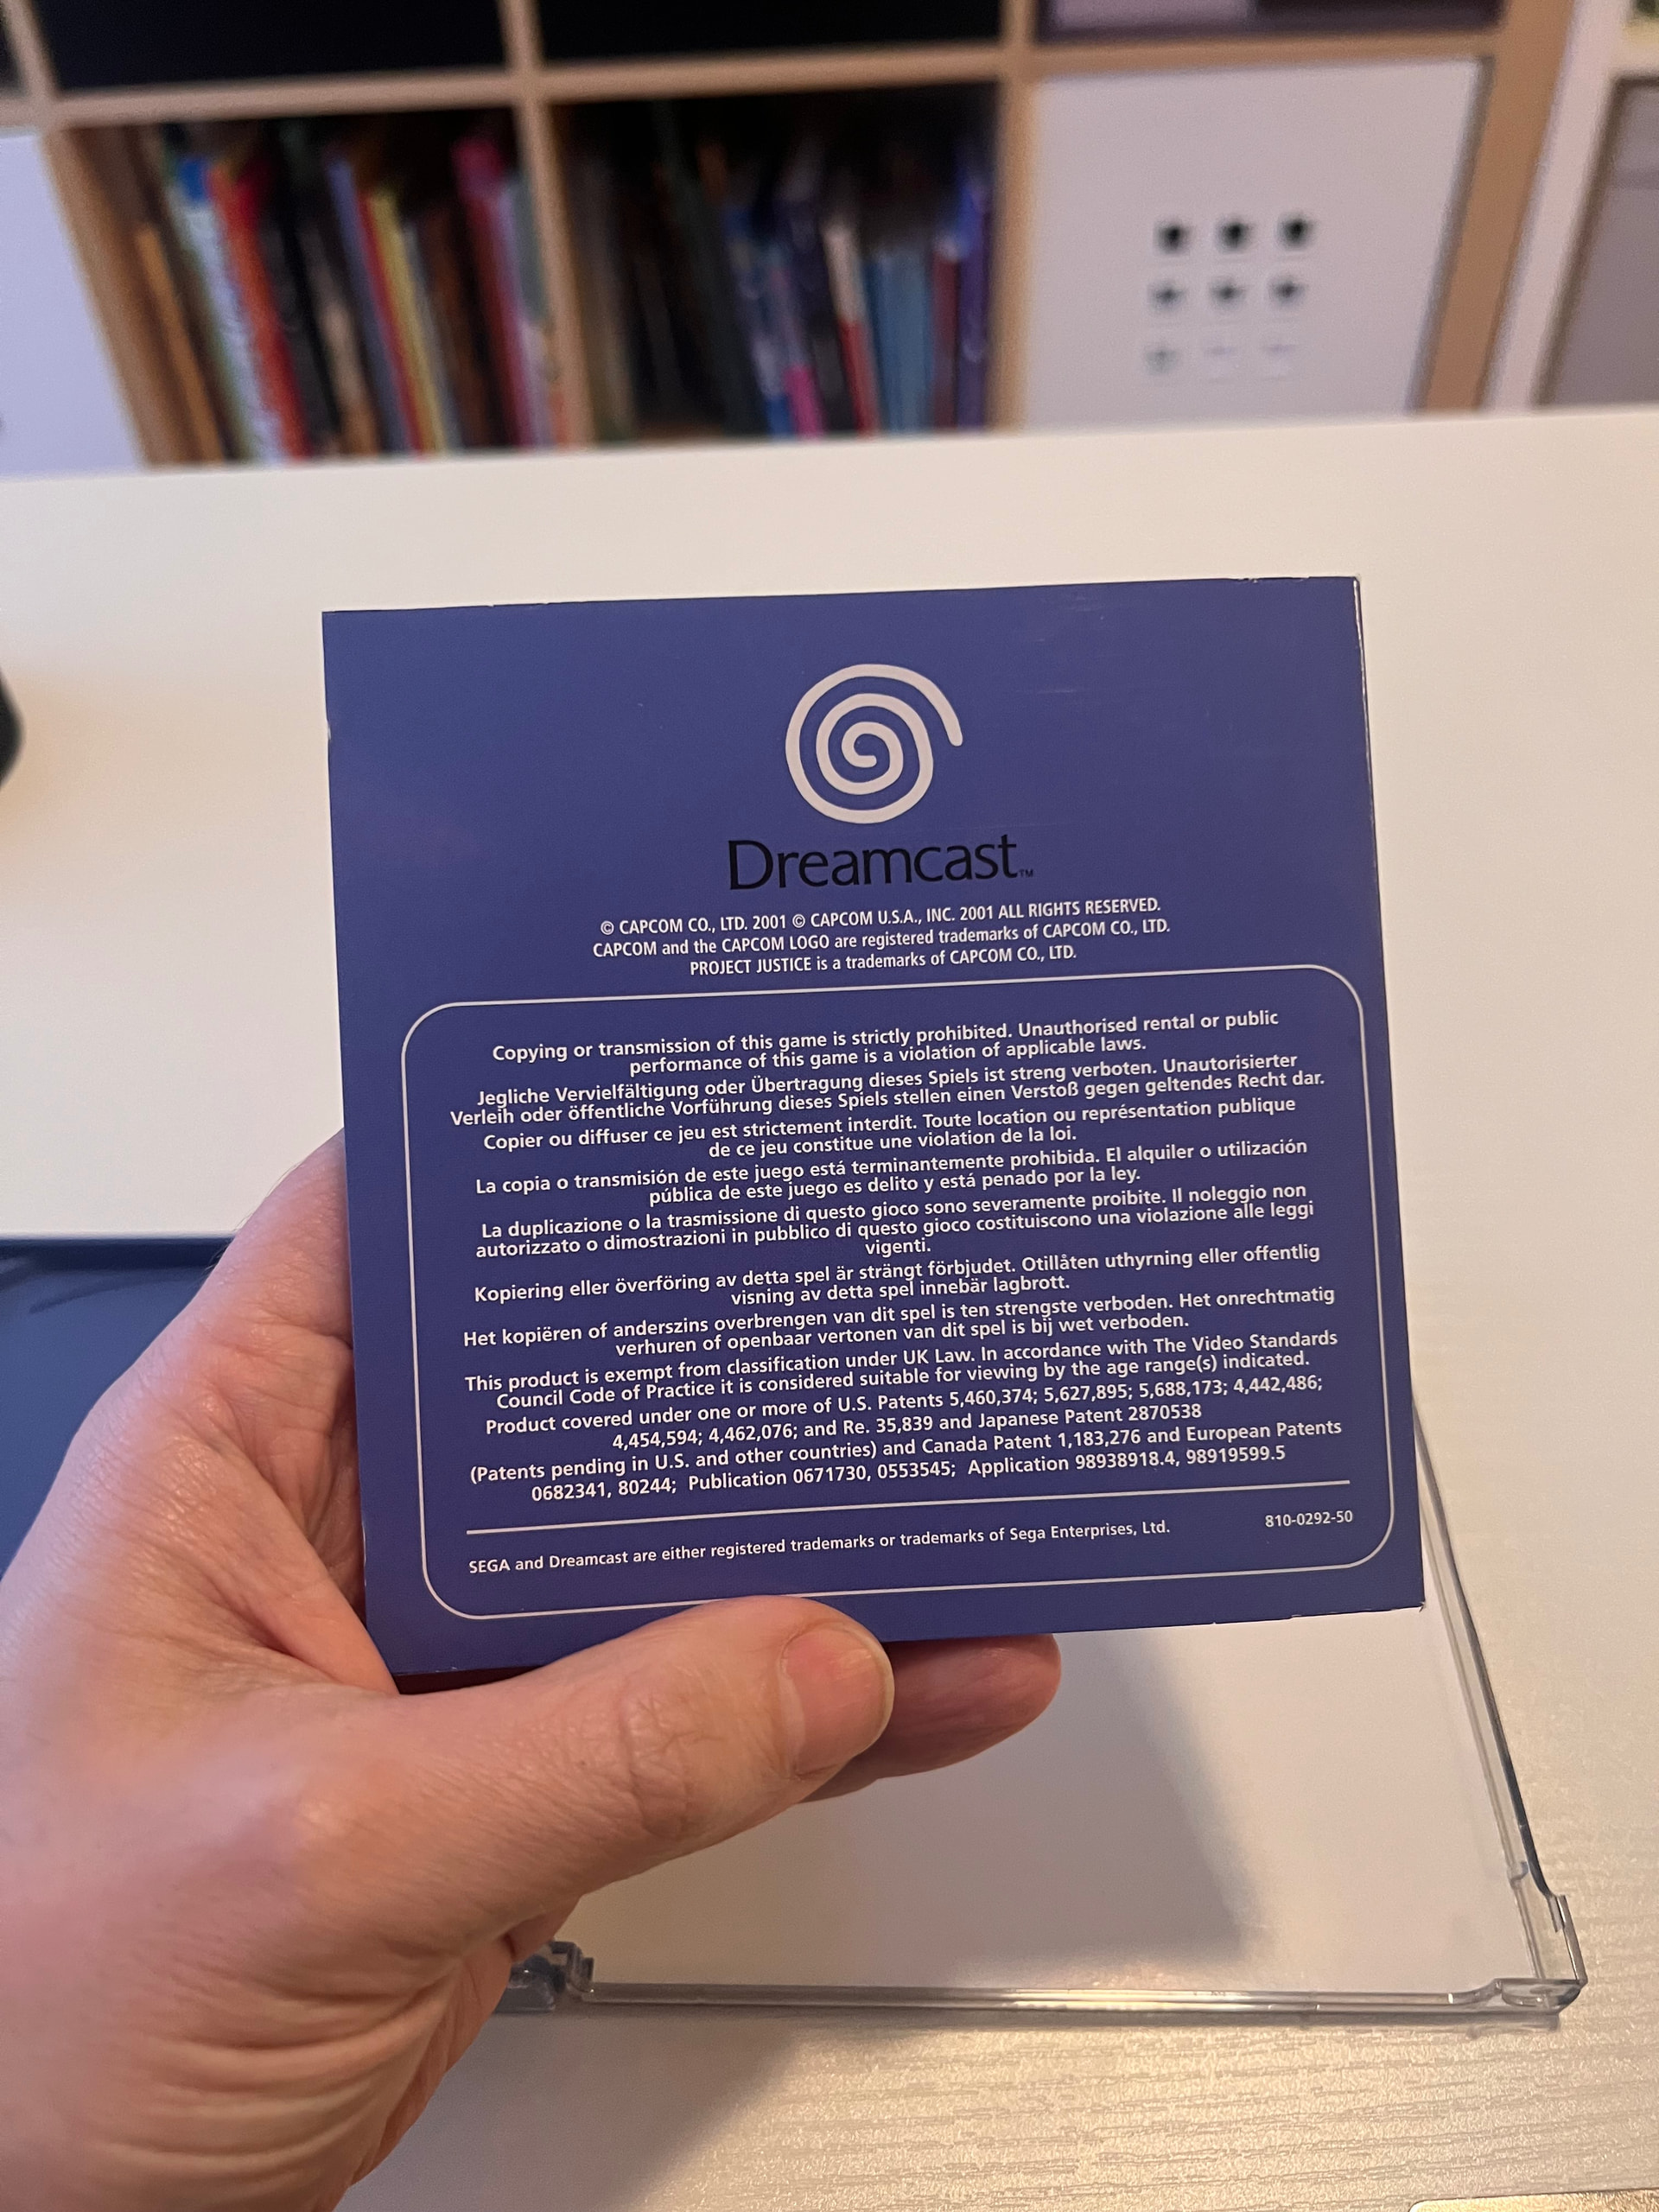 Dreamcast™
© CAPCOM CO., LTD. 2001 © CAPCOM U.S.A., INC. 2001 ALL RIGHTS RESERVED.
CAPCOM and the CAPCOM LOGO are registered trademarks of CAPCOM CO., LTD.
PROJECT JUSTICE is a trademarks of CAPCOM CO., LTD.
Copying or transmission of this game is strictly prohibited. Unauthorised rental or public
performance of this game is a violation of applicable laws.
Jegliche Vervielfältigung oder Übertragung dieses Spiels ist streng verboten. Unautorisierter
Verleih oder öffentliche Vorführung dieses Spiels stellen einen Verstoß gegen geltendes Recht dar.
Copier ou diffuser ce jeu est strictement interdit. Toute location ou représentation publique
de ce jeu constitue une violation de la loi.
La copia o transmisión de este juego está terminantemente prohibida. El alquiler o utilización
pública de este juego es delito y está penado por la ley.
La duplicazione o la trasmissione di questo gioco sono severamente proibite. Il noleggio non
autorizzato o dimostrazioni in pubblico di questo gioco costituiscono una violazione alle leggi
vigenti.
Kopiering eller överföring av detta spel är strängt förbjudet. Otillåten uthyrning eller offentlig
visning av detta spel innebär lagbrott.
Het kopiëren of anderszins overbrengen van dit spel is ten strengste verboden. Het onrechtmatig
verhuren of openbaar vertonen van dit spel is bij wet verboden.
This product is exempt from classification under UK Law. In accordance with The Video Standards
Council Code of Practice it is considered suitable for viewing by the age range(s) indicated.
Product covered under one or more of U.S. Patents 5,460,374; 5,627,895; 5,688,173; 4,442,486;
4,454,594; 4,462,076; and Re. 35,839 and Japanese Patent 2870538
(Patents pending in U.S. and other countries) and Canada Patent 1,183,276 and European Patents
0682341, 80244; Publication 0671730, 0553545; Application 98938918.4, 98919599.5
SEGA and Dreamcast are either registered trademarks or trademarks of Sega Enterprises, Ltd.
810-0292-50